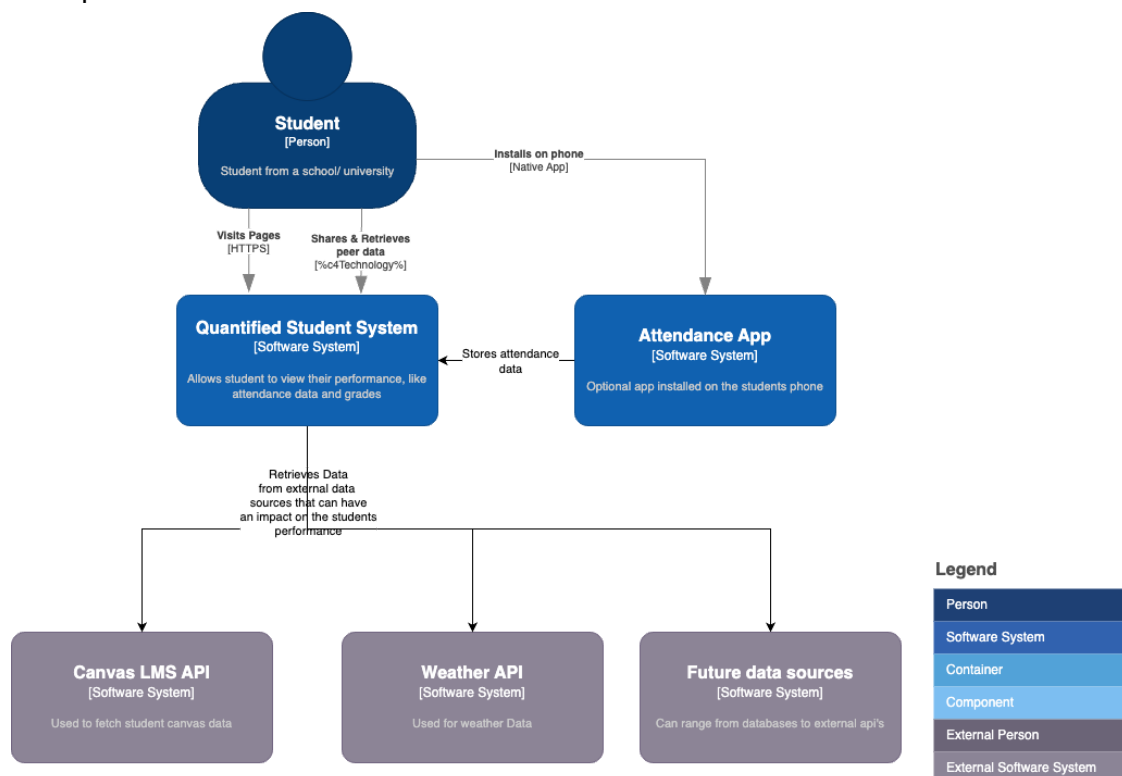 Student
[Person]
Student from a school/ university
Installs on phone
[Native App]
Visits Pages
[HTTPS]
Shares & Retrieves
peer data
[%c4Technology%]
Quantified Student System
[Software System]
Allows student to view their performance, like
attendance data and grades
Stores attendance
data
Attendance App
[Software System]
Optional app installed on the students phone
Retrieves Data
from external data
sources that can have
an impact on the students
performance
Canvas LMS API
[Software System]
Used to fetch student canvas data
Weather API
[Software System]
Used for weather Data
Future data sources
[Software System]
Can range from databases to external api's
Legend
Person
Software System
Container
Component
External Person
External Software System